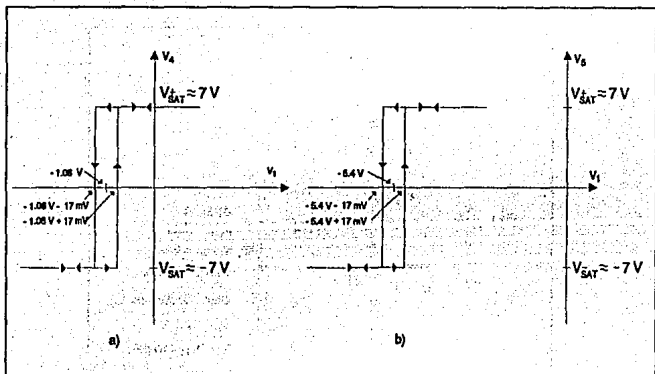 V4
V+SAT ≈ 7 V
- 1.08 V
V1
- 1.08 V - 17 mV
- 1.08 V + 17 mV
V-SAT ≈ -7 V
a)
V5
V+SAT ≈ 7 V
- 5.4 V
V1
- 5.4 V - 17 mV
- 5.4 V + 17 mV
V-SAT ≈ -7 V
b)